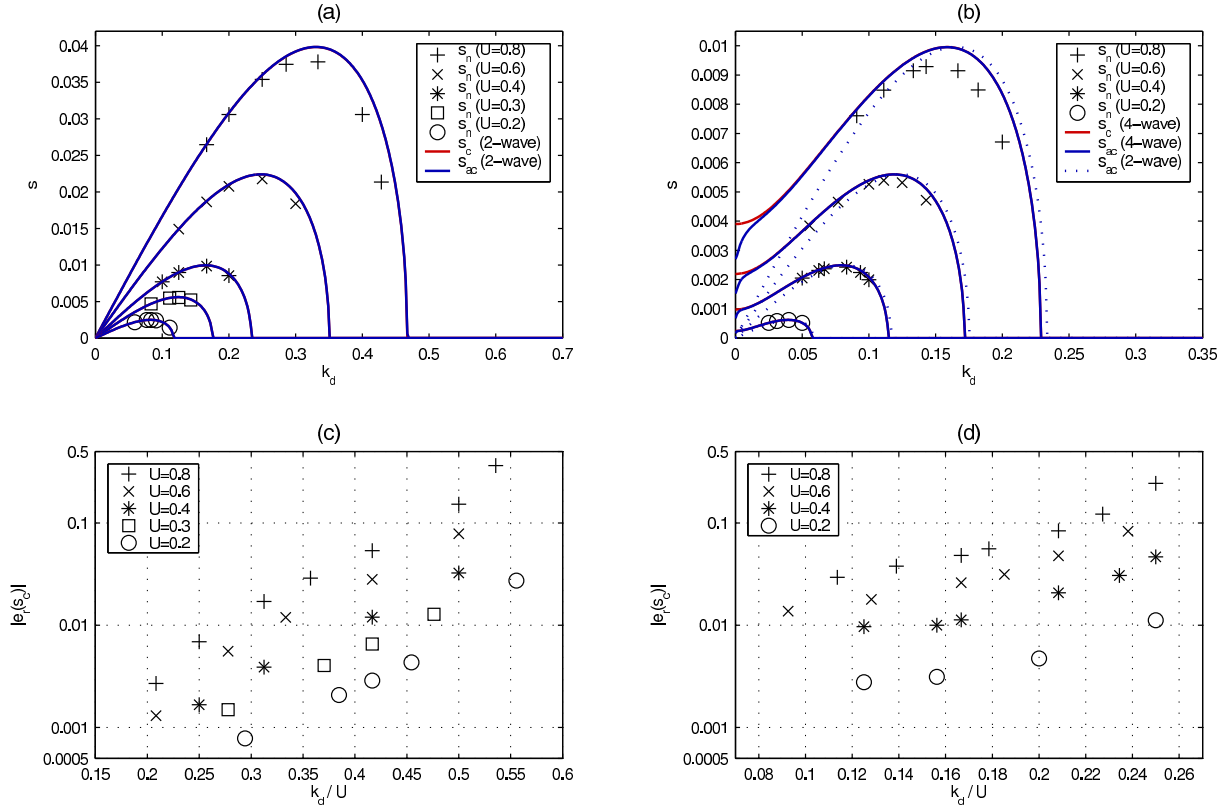 (a)
s
0.04
0.035
0.03
0.025
0.02
0.015
0.01
0.005
0
0 0.1 0.2 0.3 0.4 0.5 0.6 0.7
k_d
s_n (U=0.8)
s_n (U=0.6)
s_n (U=0.4)
s_n (U=0.3)
s_n (U=0.2)
s_c (2-wave)
s_ac (2-wave)
(b)
s
0.01
0.009
0.008
0.007
0.006
0.005
0.004
0.003
0.002
0.001
0
0 0.05 0.1 0.15 0.2 0.25 0.3 0.35
k_d
s_n (U=0.8)
s_n (U=0.6)
s_n (U=0.4)
s_n (U=0.2)
s_c (4-wave)
s_ac (4-wave)
s_ac (2-wave)
(c)
|e_r(s_c)|
0.5
0.1
0.01
0.001
0.0005
0.15 0.2 0.25 0.3 0.35 0.4 0.45 0.5 0.55 0.6
k_d / U
U=0.8
U=0.6
U=0.4
U=0.3
U=0.2
(d)
|e_r(s_c)|
0.5
0.1
0.01
0.001
0.0005
0.08 0.1 0.12 0.14 0.16 0.18 0.2 0.22 0.24 0.26
k_d / U
U=0.8
U=0.6
U=0.4
U=0.2